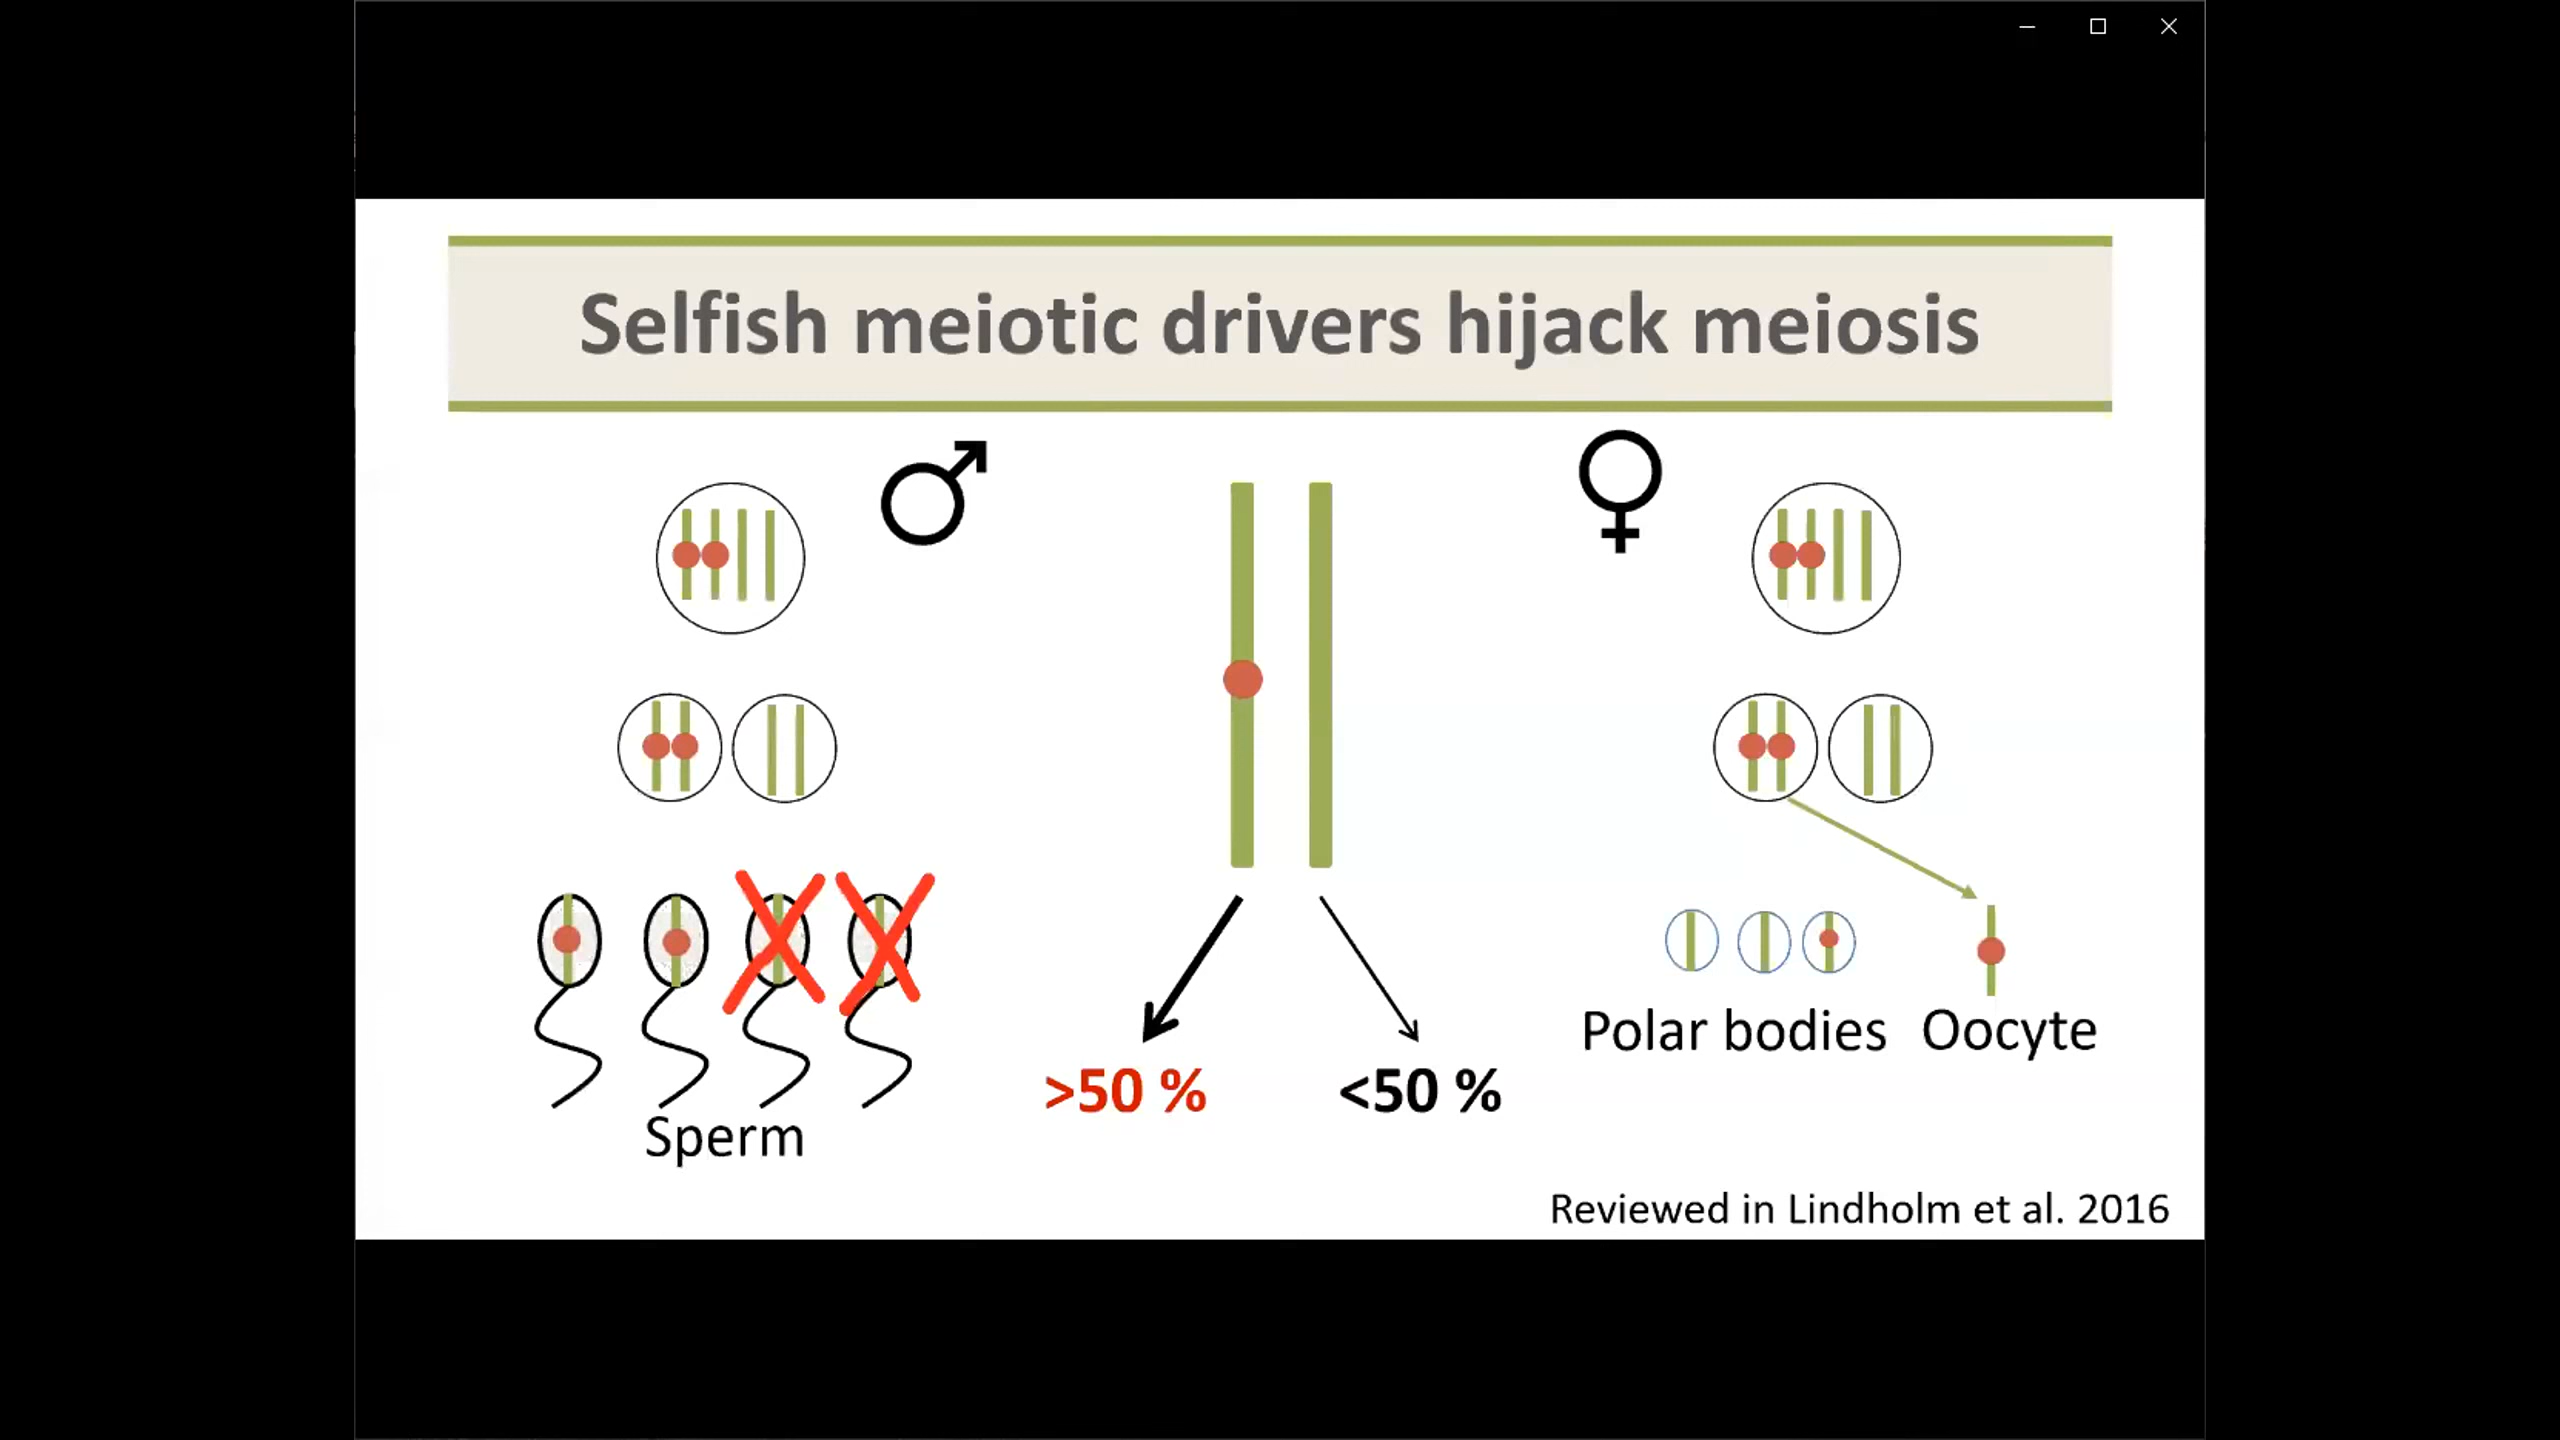 Selfish meiotic drivers hijack meiosis
Sperm
>50 %
<50 %
Polar bodies
Oocyte
Reviewed in Lindholm et al. 2016